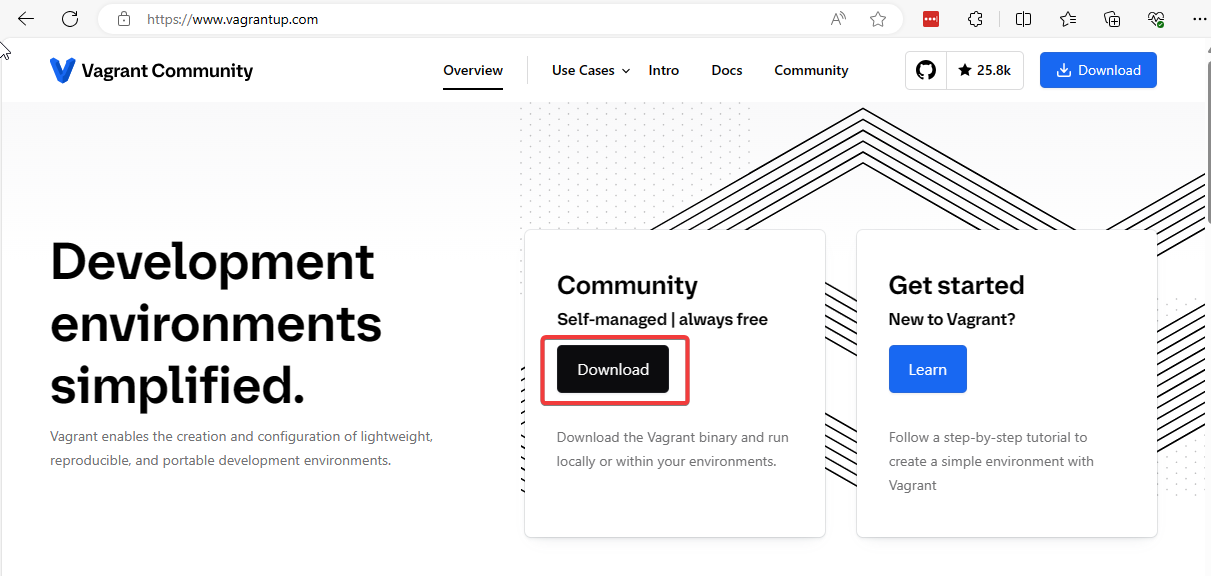 https://www.vagrantup.com
Vagrant Community
Overview
Use Cases
Intro
Docs
Community
25.8k
Download
Development
environments
simplified.
Vagrant enables the creation and configuration of lightweight,
reproducible, and portable development environments.
Community
Self-managed | always free
Download
Download the Vagrant binary and run
locally or within your environments.
Get started
New to Vagrant?
Learn
Follow a step-by-step tutorial to
create a simple environment with
Vagrant